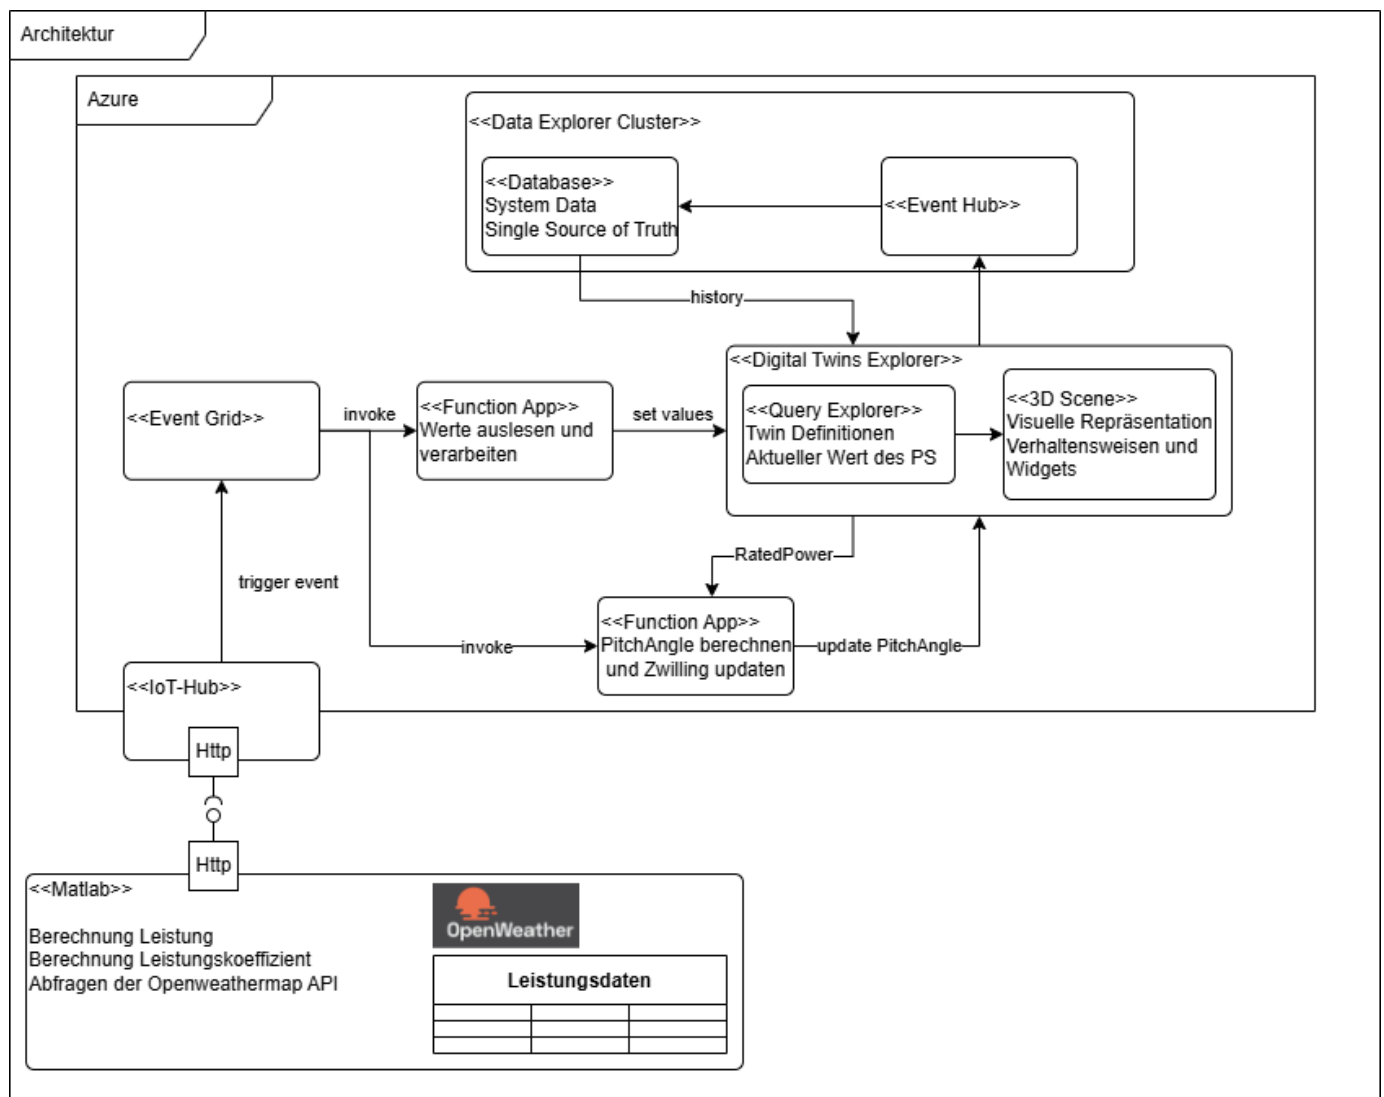 Architektur
Azure
<<Data Explorer Cluster>>
<<Database>>
System Data
Single Source of Truth
<<Event Hub>>
history
<<Digital Twins Explorer>>
<<Query Explorer>>
Twin Definitionen
Aktueller Wert des PS
<<3D Scene>>
Visuelle Repräsentation
Verhaltensweisen und
Widgets
<<Event Grid>>
invoke
<<Function App>>
Werte auslesen und
verarbeiten
set values
RatedPower
trigger event
invoke
<<Function App>>
PitchAngle berechnen
und Zwilling updaten
update PitchAngle
<<IoT-Hub>>
Http
Http
<<Matlab>>
Berechnung Leistung
Berechnung Leistungskoeffizient
Abfragen der Openweathermap API
OpenWeather
Leistungsdaten